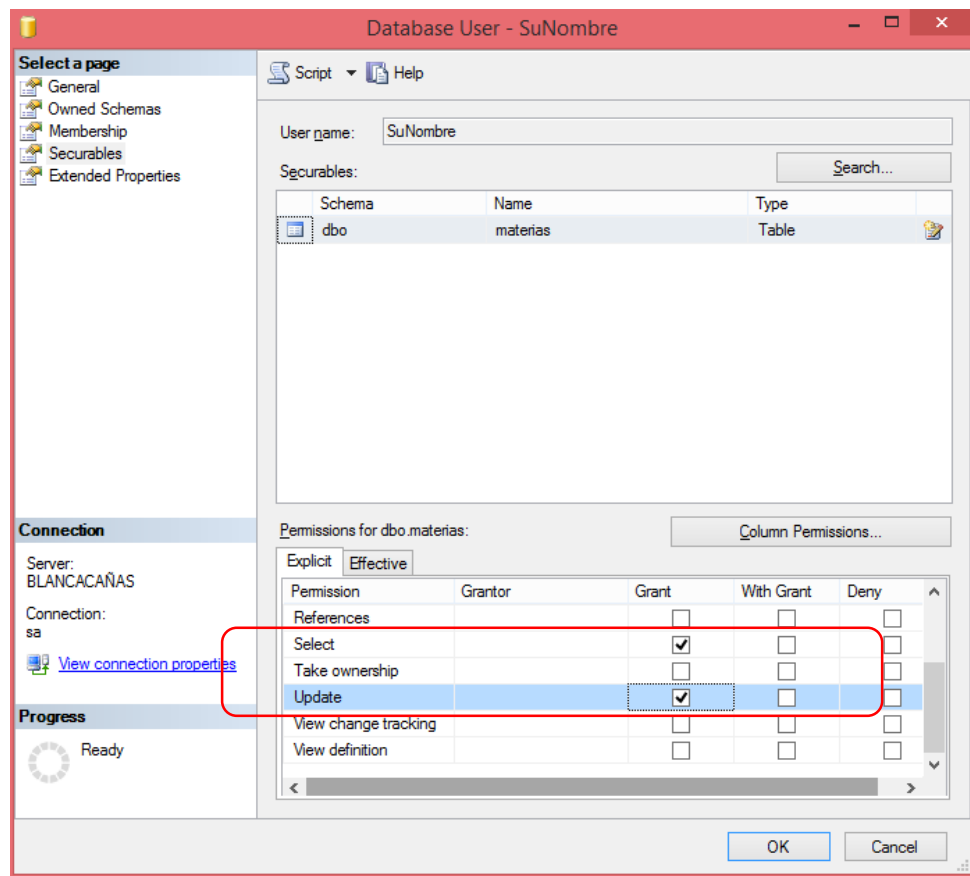 Database User - SuNombre
Select a page
General
Owned Schemas
Membership
Securables
Extended Properties
Script Help
User name: SuNombre
Securables: Search...
Schema Name Type
dbo materias Table
Connection
Server:
BLANCACAÑAS
Connection:
sa
View connection properties
Progress
Ready
Permissions for dbo.materias: Column Permissions...
Explicit Effective
Permission Grantor Grant With Grant Deny
References
Select
Take ownership
Update
View change tracking
View definition
OK Cancel